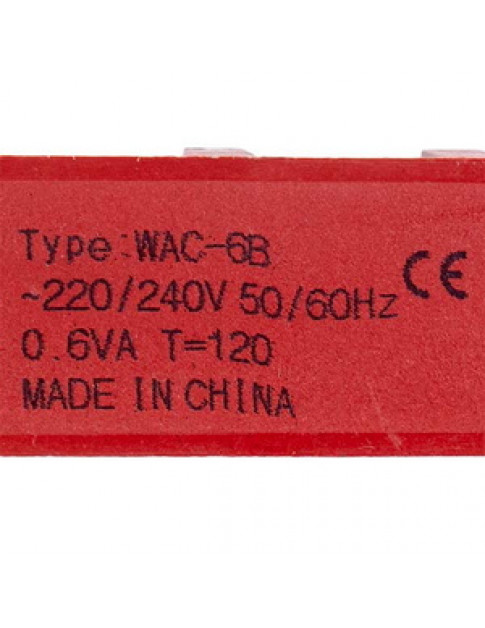 Type:WAC-6B
~220/240V 50/60Hz CE
0.6VA T=120
MADE IN CHINA